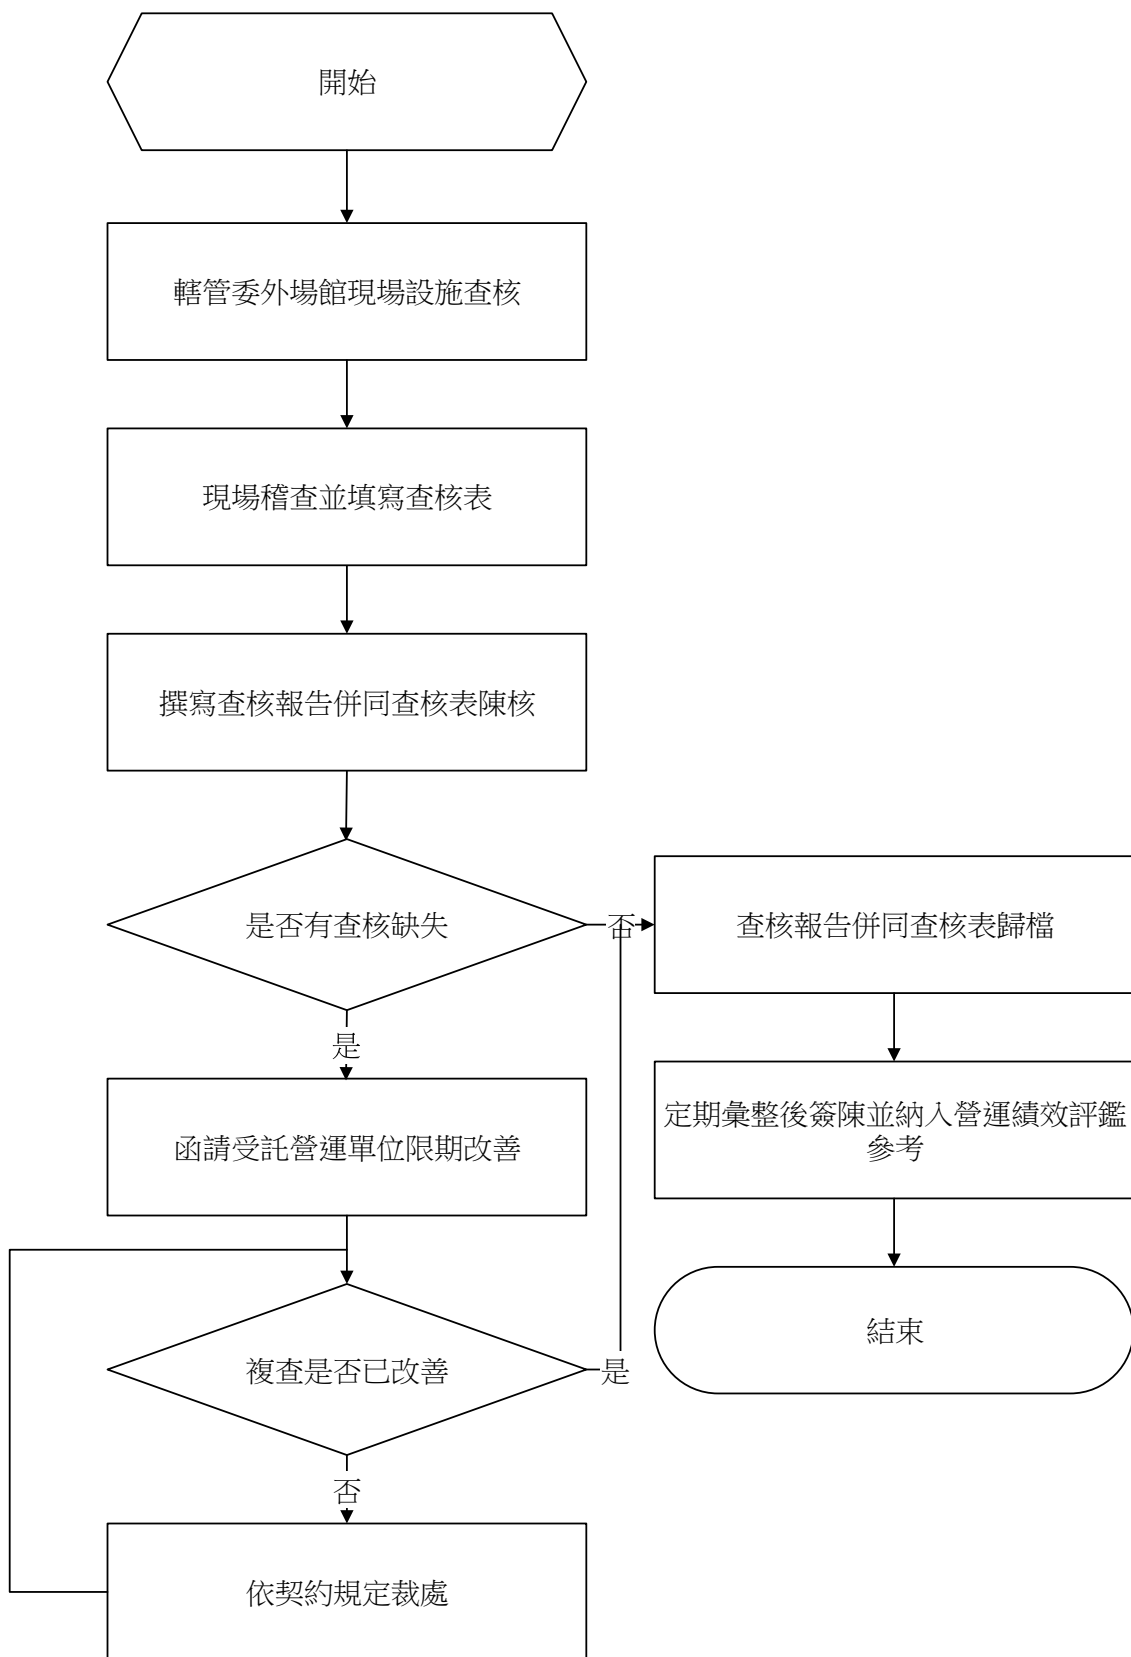 開始
轄管委外場館現場設施查核
現場稽查並填寫查核表
撰寫查核報告併同查核表陳核
是否有查核缺失
否
查核報告併同查核表歸檔
是
定期彙整後簽陳並納入營運績效評鑑
參考
函請受託營運單位限期改善
結束
複查是否已改善
是
否
依契約規定裁處